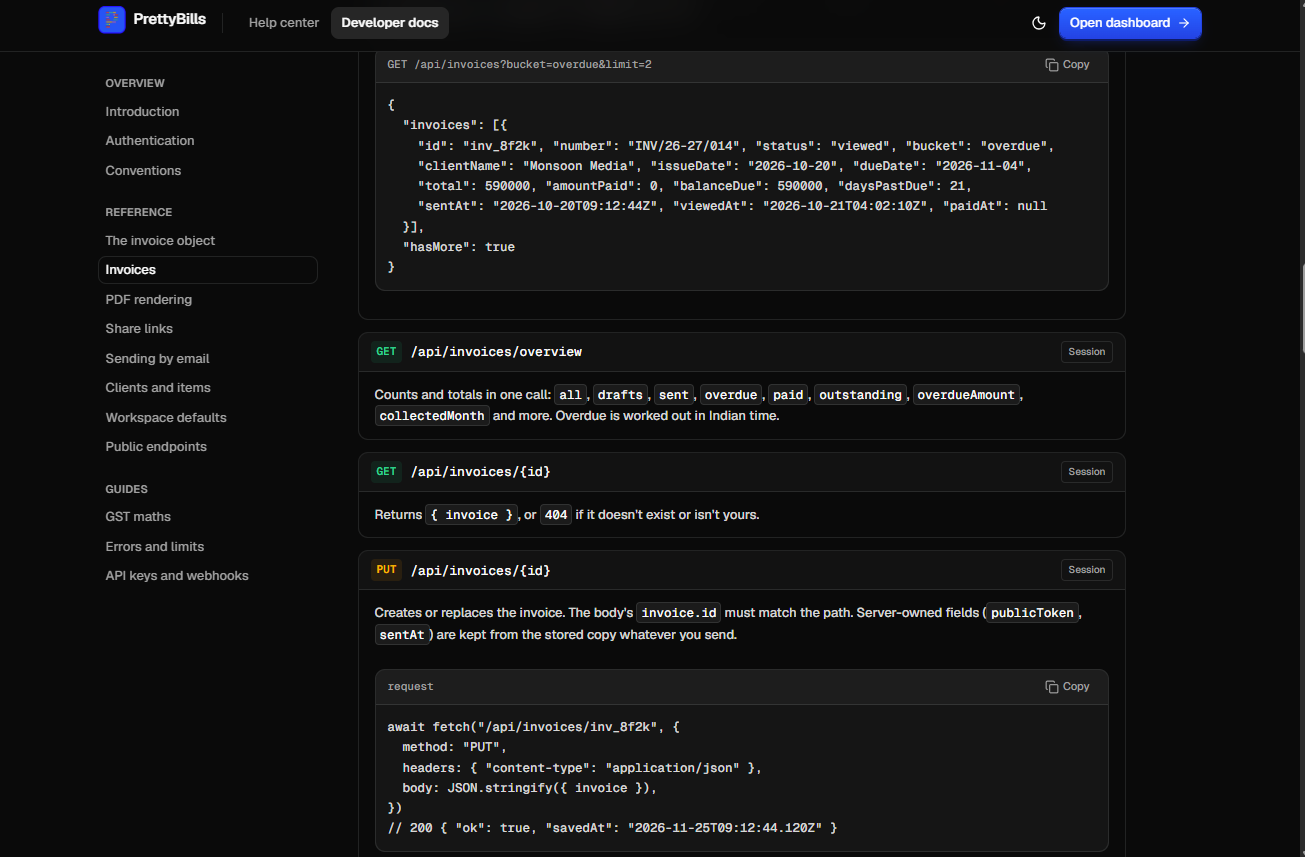 PrettyBills
Help center
Developer docs
Open dashboard →
OVERVIEW
Introduction
Authentication
Conventions
REFERENCE
The invoice object
Invoices
PDF rendering
Share links
Sending by email
Clients and items
Workspace defaults
Public endpoints
GUIDES
GST maths
Errors and limits
API keys and webhooks
GET /api/invoices?bucket=overdue&limit=2
Copy
{
  "invoices": [{
    "id": "inv_8f2k", "number": "INV/26-27/014", "status": "viewed", "bucket": "overdue",
    "clientName": "Monsoon Media", "issueDate": "2026-10-20", "dueDate": "2026-11-04",
    "total": 590000, "amountPaid": 0, "balanceDue": 590000, "daysPastDue": 21,
    "sentAt": "2026-10-20T09:12:44Z", "viewedAt": "2026-10-21T04:02:10Z", "paidAt": null
  }],
  "hasMore": true
}
GET /api/invoices/overview
Session
Counts and totals in one call: all, drafts, sent, overdue, paid, outstanding, overdueAmount,
collectedMonth and more. Overdue is worked out in Indian time.
GET /api/invoices/{id}
Session
Returns { invoice }, or 404 if it doesn't exist or isn't yours.
PUT /api/invoices/{id}
Session
Creates or replaces the invoice. The body's invoice.id must match the path. Server-owned fields (publicToken,
sentAt) are kept from the stored copy whatever you send.
request
Copy
await fetch("/api/invoices/inv_8f2k", {
  method: "PUT",
  headers: { "content-type": "application/json" },
  body: JSON.stringify({ invoice }),
})
// 200 { "ok": true, "savedAt": "2026-11-25T09:12:44.120Z" }